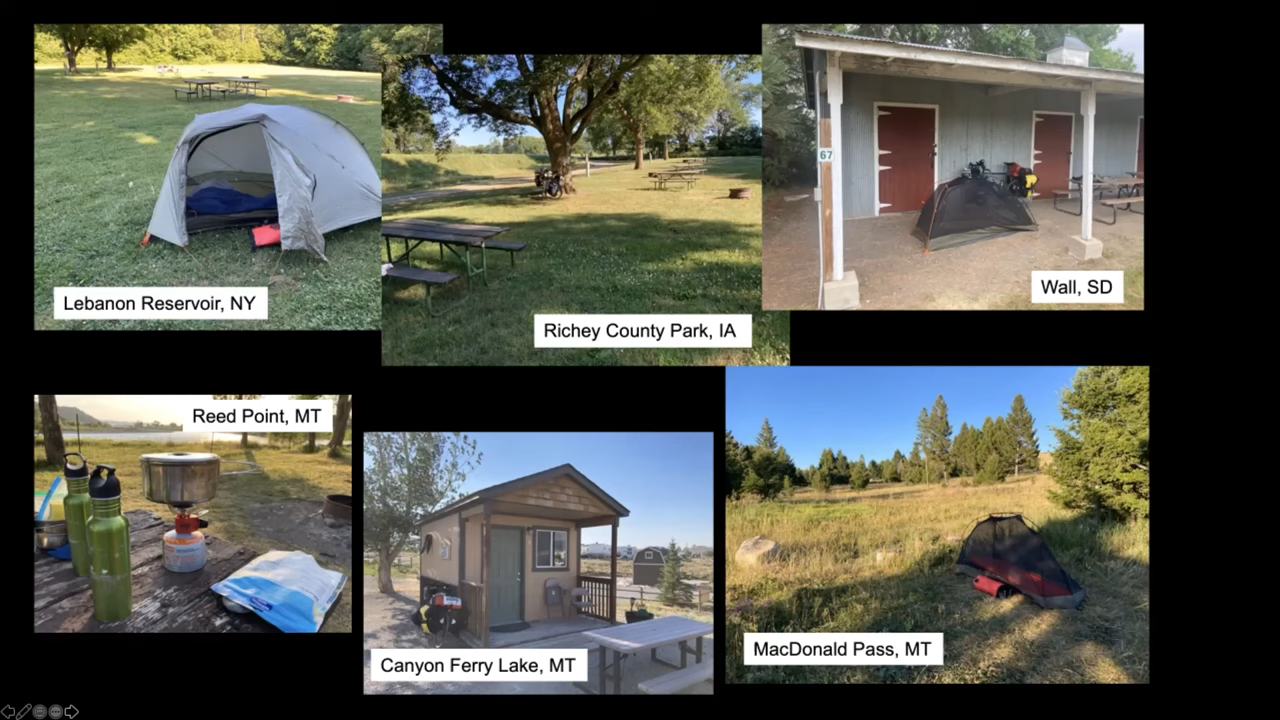 Lebanon Reservoir, NY
Richey County Park, IA
67
Wall, SD
Reed Point, MT
Canyon Ferry Lake, MT
MacDonald Pass, MT